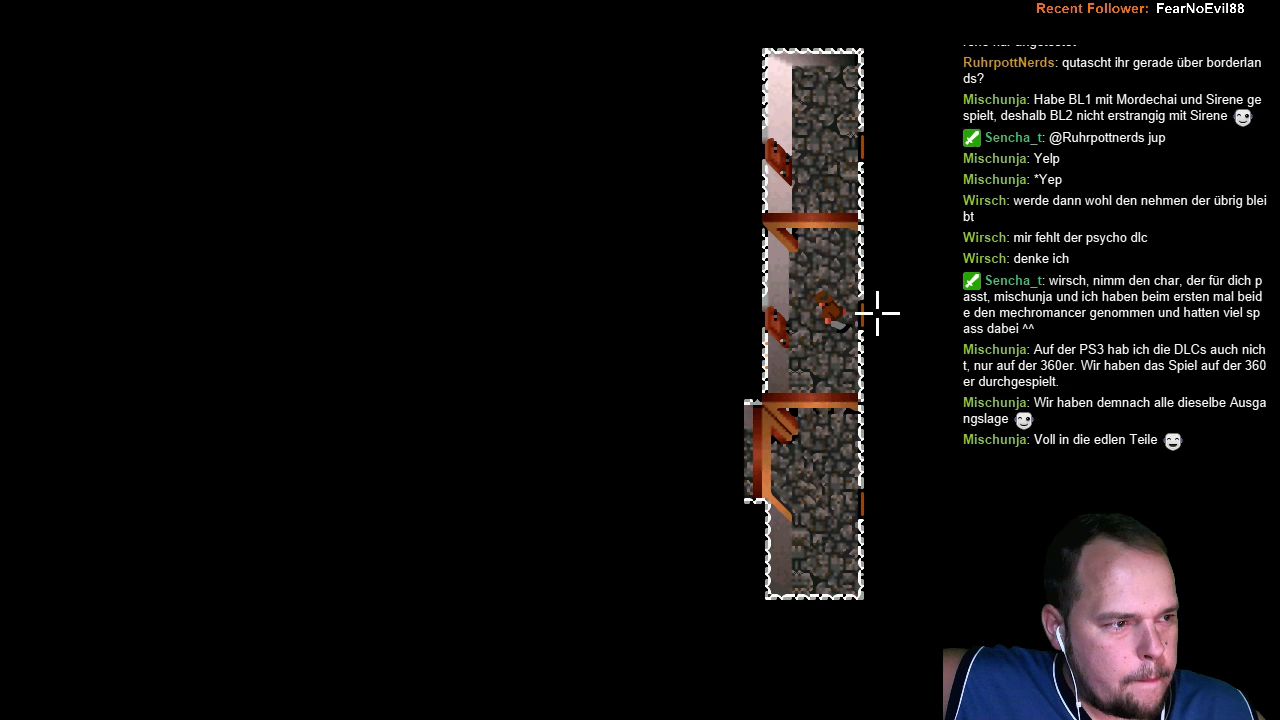 Recent Follower: FearNoEvil88
RuhrpottNerds: qutascht ihr gerade über borderlan
ds?
Mischunja: Habe BL1 mit Mordechai und Sirene ge
spielt, deshalb BL2 nicht erstrangig mit Sirene
Sencha_t: @Ruhrpottnerds jup
Mischunja: Yelp
Mischunja: *Yep
Wirsch: werde dann wohl den nehmen der übrig blei
bt
Wirsch: mir fehlt der psycho dlc
Wirsch: denke ich
Sencha_t: wirsch, nimm den char, der für dich p
asst, mischunja und ich haben beim ersten mal beid
e den mechromancer genommen und hatten viel sp
ass dabei ^^
Mischunja: Auf der PS3 hab ich die DLCs auch nich
t, nur auf der 360er. Wir haben das Spiel auf der 360
er durchgespielt.
Mischunja: Wir haben demnach alle dieselbe Ausga
ngslage
Mischunja: Voll in die edlen Teile